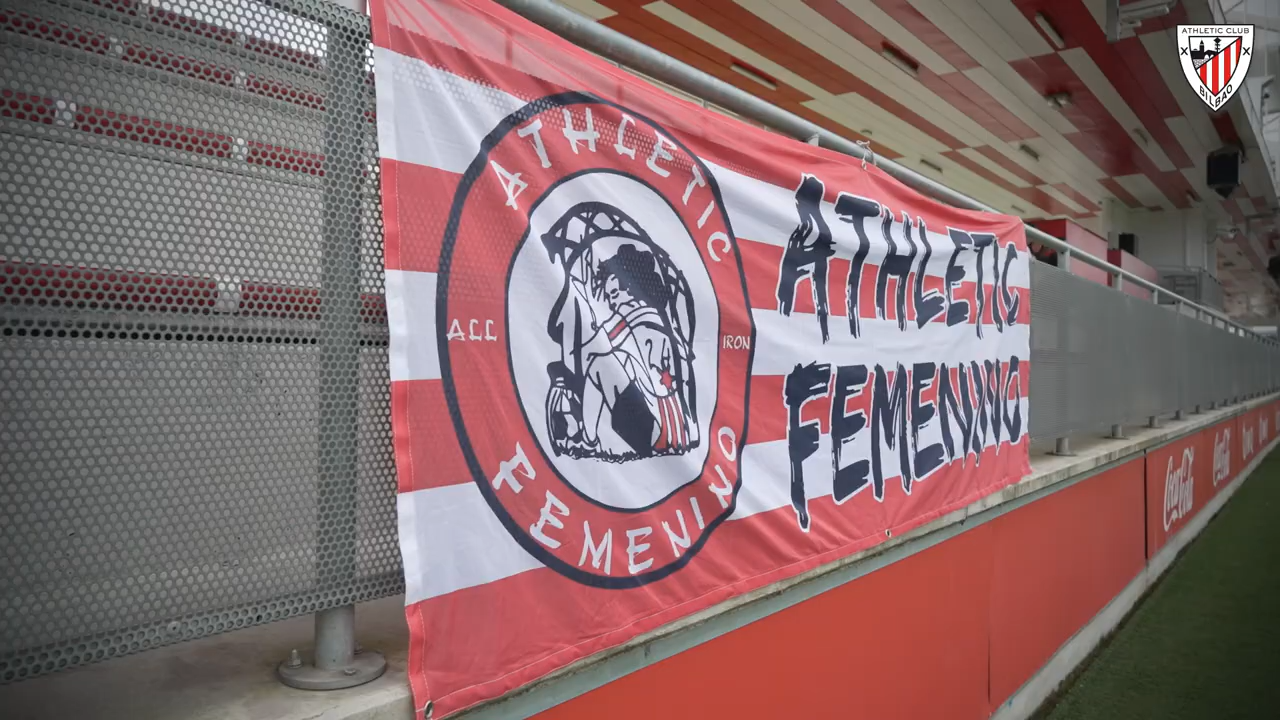 ATHLETIC CLUB
BILBAO
ATHLETIC
ALL IRON
FEMENINO
ATHLETIC
FEMENINO
Coca-Cola
Coca-Cola